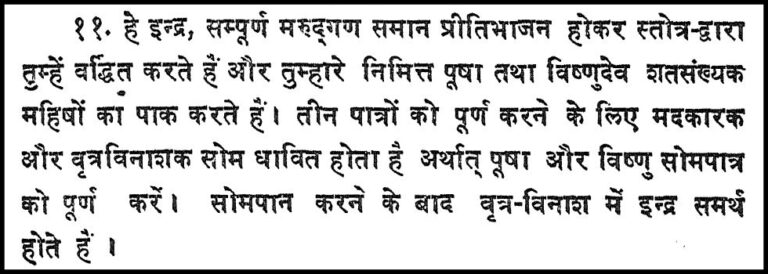 ११. हे इन्द्र, सम्पूर्ण मरुद्गण समान प्रीतिभाजन होकर स्तोत्र-द्वारा
तुम्हें वर्द्धित करते हैं और तुम्हारे निमित्त पूषा तथा विष्णुदेव शतसंख्यक
महिषों का पाक करते हैं। तीन पात्रों को पूर्ण करने के लिए मदकारक
और वृत्रविनाशक सोम धावित होता है अर्थात् पूषा और विष्णु सोमपात्र
को पूर्ण करें। सोमपान करने के बाद वृत्र-विनाश में इन्द्र समर्थ
होते हैं ।